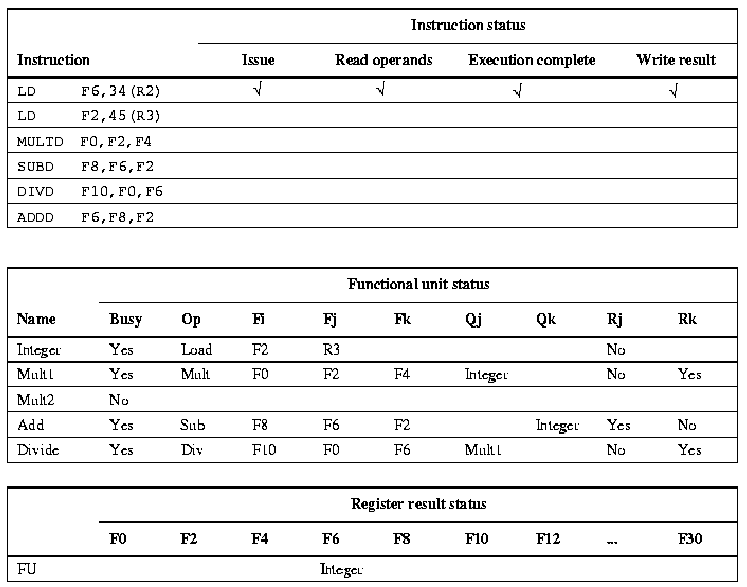 Instruction status
Instruction Issue Read operands Execution complete Write result
LD F6,34(R2) √ √ √ √
LD F2,45(R3)
MULTD F0,F2,F4
SUBD F8,F6,F2
DIVD F10,F0,F6
ADDD F6,F8,F2
Functional unit status
Name Busy Op Fi Fj Fk Qj Qk Rj Rk
Integer Yes Load F2 R3 No
Mult1 Yes Mult F0 F2 F4 Integer No Yes
Mult2 No
Add Yes Sub F8 F6 F2 Integer Yes No
Divide Yes Div F10 F0 F6 Mult1 No Yes
Register result status
F0 F2 F4 F6 F8 F10 F12 ... F30
FU Integer